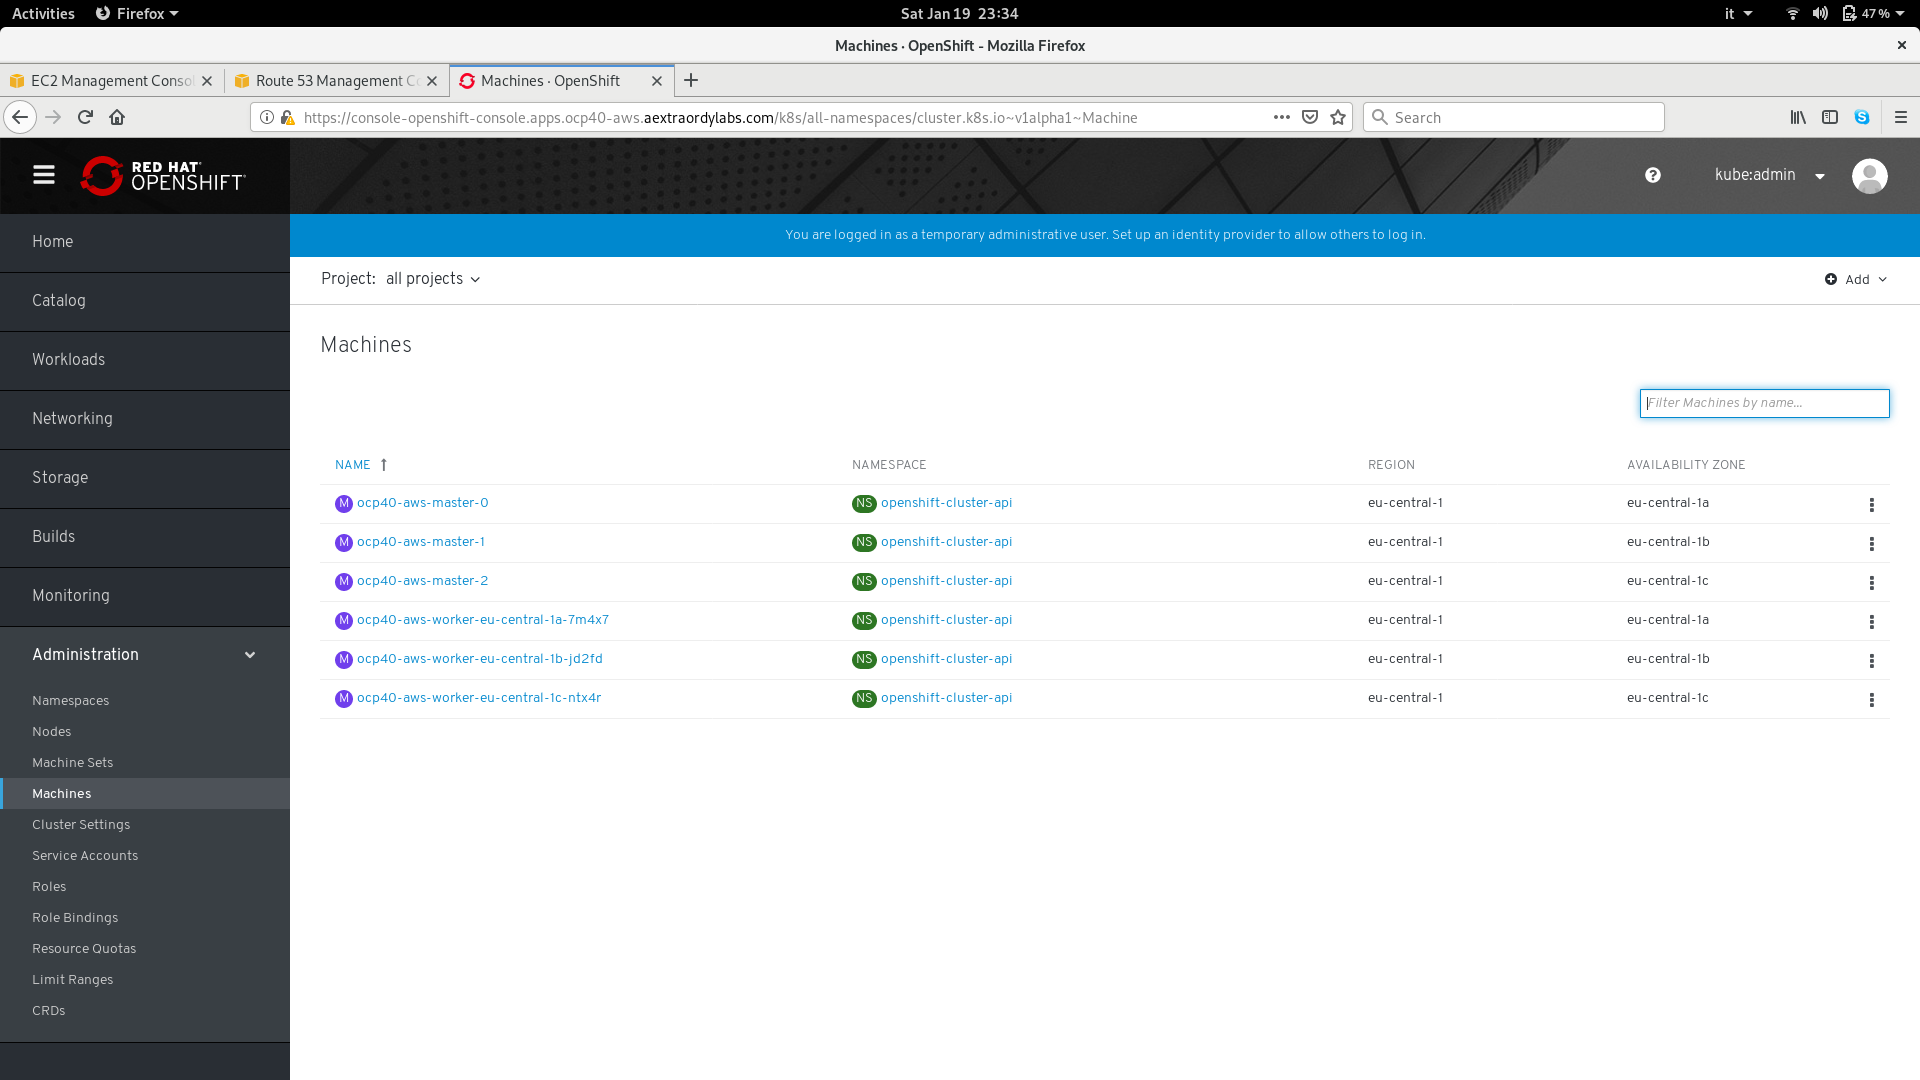 Activities Firefox Sat Jan 19 23:34 it 47%
Machines · OpenShift - Mozilla Firefox
EC2 Management Conso Route 53 Management C Machines · OpenShift
https://console-openshift-console.apps.ocp40-aws.aextraordylabs.com/k8s/all-namespaces/cluster.k8s.io~v1alpha1~Machine Search
RED HAT
OPENSHIFT
kube:admin
You are logged in as a temporary administrative user. Set up an identity provider to allow others to log in.
Project: all projects Add
Machines
Filter Machines by name...
NAME NAMESPACE REGION AVAILABILITY ZONE
M ocp40-aws-master-0 NS openshift-cluster-api eu-central-1 eu-central-1a
M ocp40-aws-master-1 NS openshift-cluster-api eu-central-1 eu-central-1b
M ocp40-aws-master-2 NS openshift-cluster-api eu-central-1 eu-central-1c
M ocp40-aws-worker-eu-central-1a-7m4x7 NS openshift-cluster-api eu-central-1 eu-central-1a
M ocp40-aws-worker-eu-central-1b-jd2fd NS openshift-cluster-api eu-central-1 eu-central-1b
M ocp40-aws-worker-eu-central-1c-ntx4r NS openshift-cluster-api eu-central-1 eu-central-1c
Home
Catalog
Workloads
Networking
Storage
Builds
Monitoring
Administration
Namespaces
Nodes
Machine Sets
Machines
Cluster Settings
Service Accounts
Roles
Role Bindings
Resource Quotas
Limit Ranges
CRDs